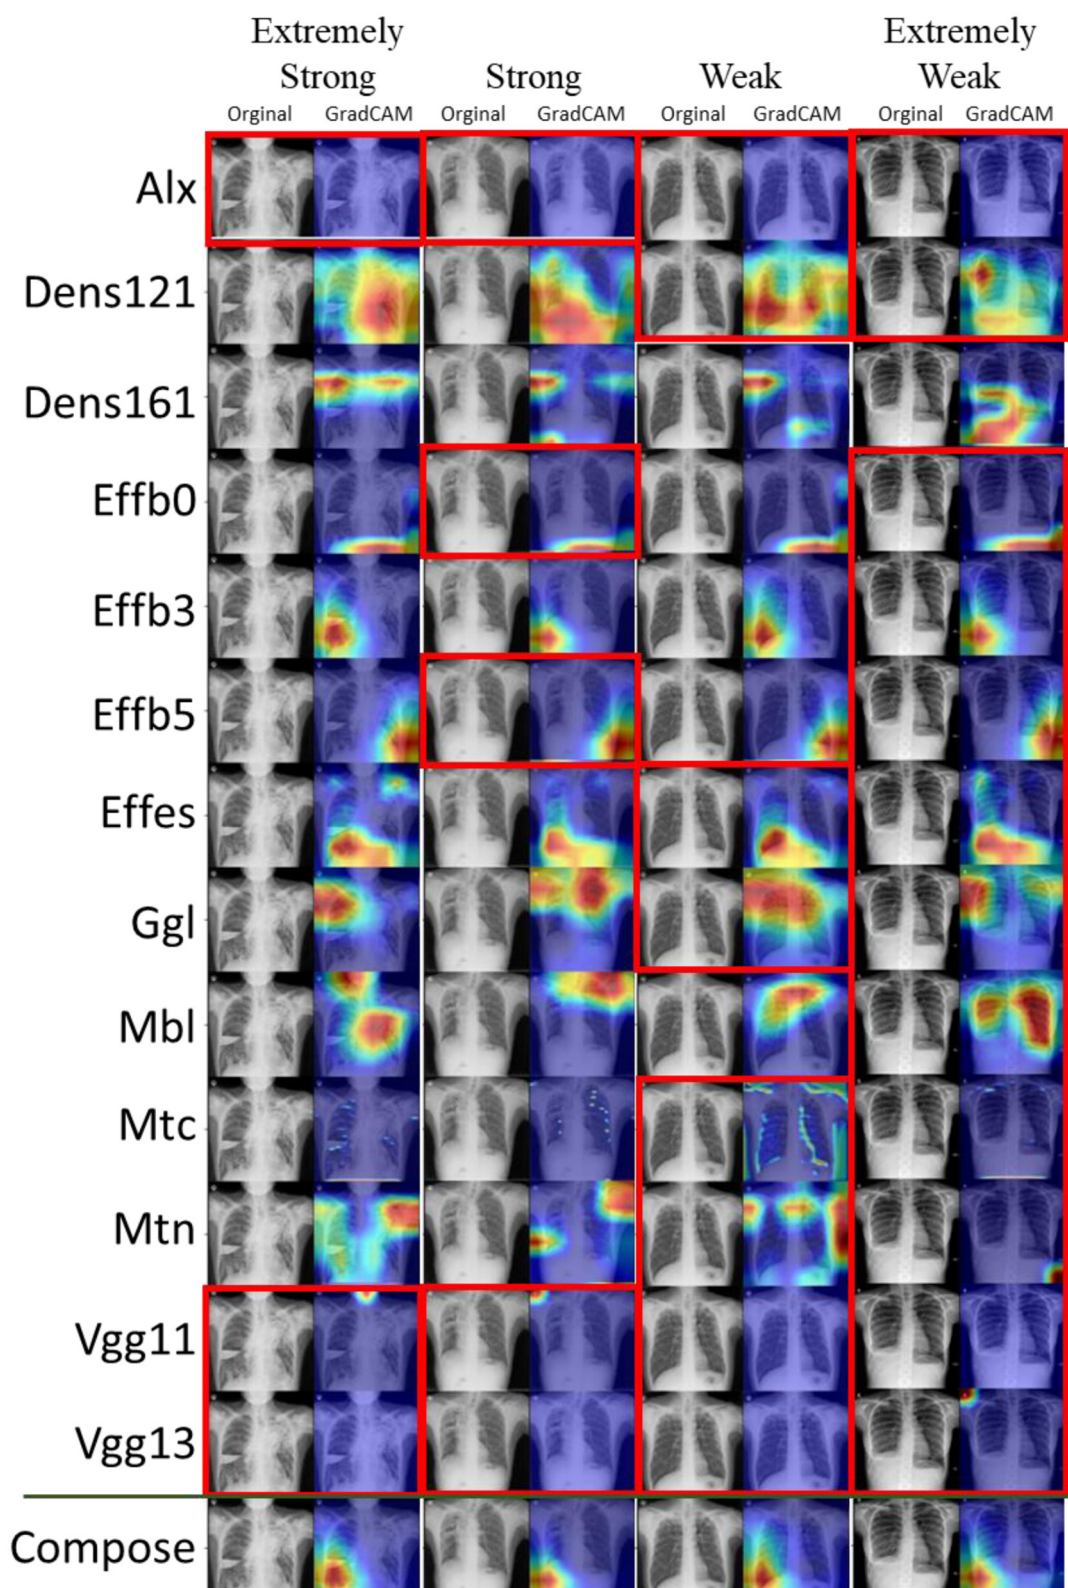 Extremely Strong
Strong
Weak
Extremely Weak
Orginal GradCAM Orginal GradCAM Orginal GradCAM Orginal GradCAM
Alx
Dens121
Dens161
Effb0
Effb3
Effb5
Effes
Ggl
Mbl
Mtc
Mtn
Vgg11
Vgg13
Compose